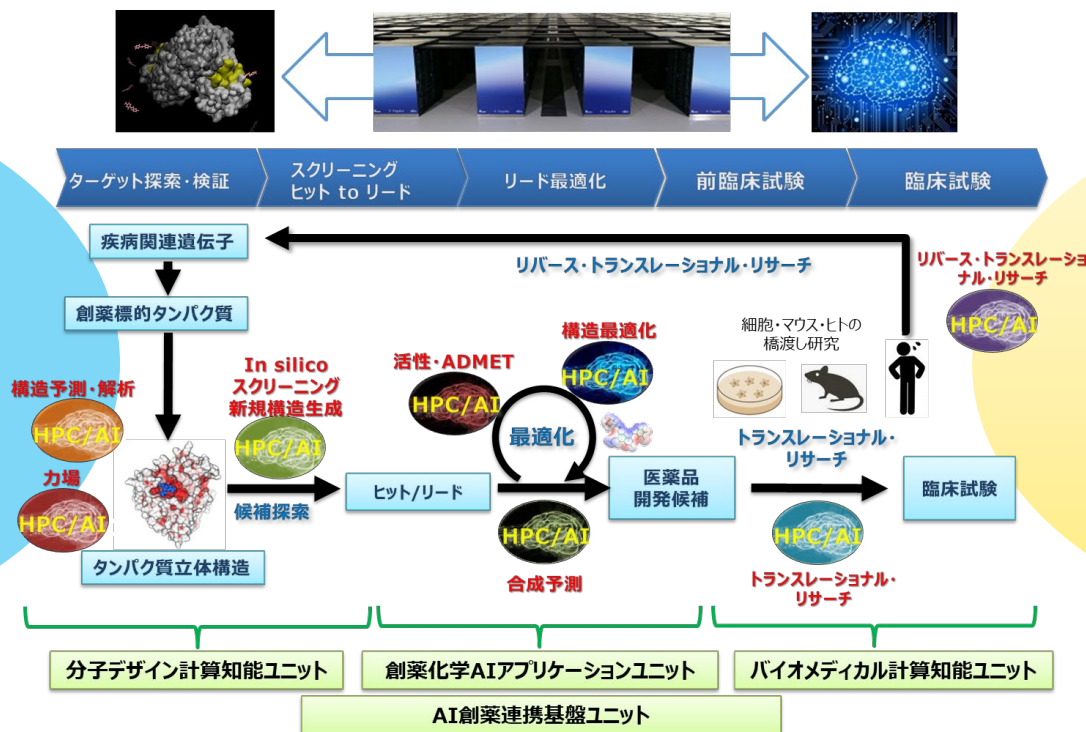 ターゲット探索・検証
スクリーニング
ヒット to リード
リード最適化
前臨床試験
臨床試験
疾病関連遺伝子
リバース・トランスレーショナル・リサーチ
リバース・トランスレーショ
ナル・リサーチ
HPC/AI
創薬標的タンパク質
細胞・マウス・ヒトの
橋渡し研究
構造予測・解析
HPC/AI
力場
HPC/AI
In silico
スクリーニング
新規構造生成
HPC/AI
活性・ADMET
HPC/AI
構造最適化
HPC/AI
最適化
トランスレーショナル・
リサーチ
候補探索
ヒット/リード
医薬品
開発候補
臨床試験
タンパク質立体構造
HPC/AI
合成予測
HPC/AI
トランスレーショナル・
リサーチ
分子デザイン計算知能ユニット
創薬化学AIアプリケーションユニット
バイオメディカル計算知能ユニット
AI創薬連携基盤ユニット